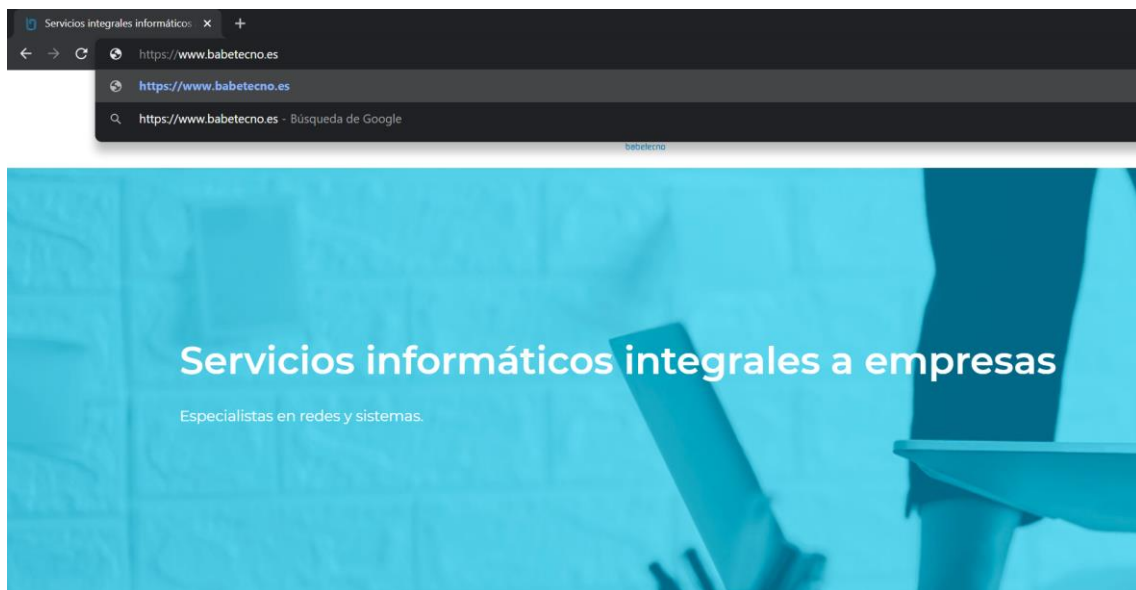 Servicios integrales informáticos
https://www.babetecno.es
https://www.babetecno.es
https://www.babetecno.es - Búsqueda de Google
babetecno
Servicios informáticos integrales a empresas
Especialistas en redes y sistemas.